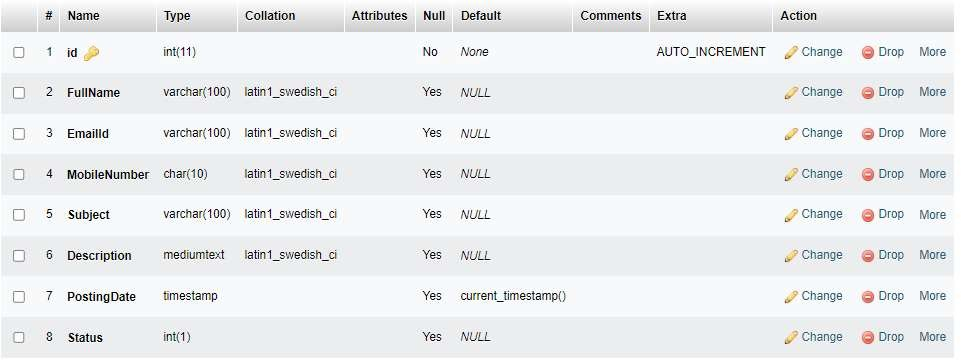 # Name Type Collation Attributes Null Default Comments Extra Action
1 id int(11) No None AUTO_INCREMENT Change Drop More
2 FullName varchar(100) latin1_swedish_ci Yes NULL Change Drop More
3 EmailId varchar(100) latin1_swedish_ci Yes NULL Change Drop More
4 MobileNumber char(10) latin1_swedish_ci Yes NULL Change Drop More
5 Subject varchar(100) latin1_swedish_ci Yes NULL Change Drop More
6 Description mediumtext latin1_swedish_ci Yes NULL Change Drop More
7 PostingDate timestamp Yes current_timestamp() Change Drop More
8 Status int(1) Yes NULL Change Drop More